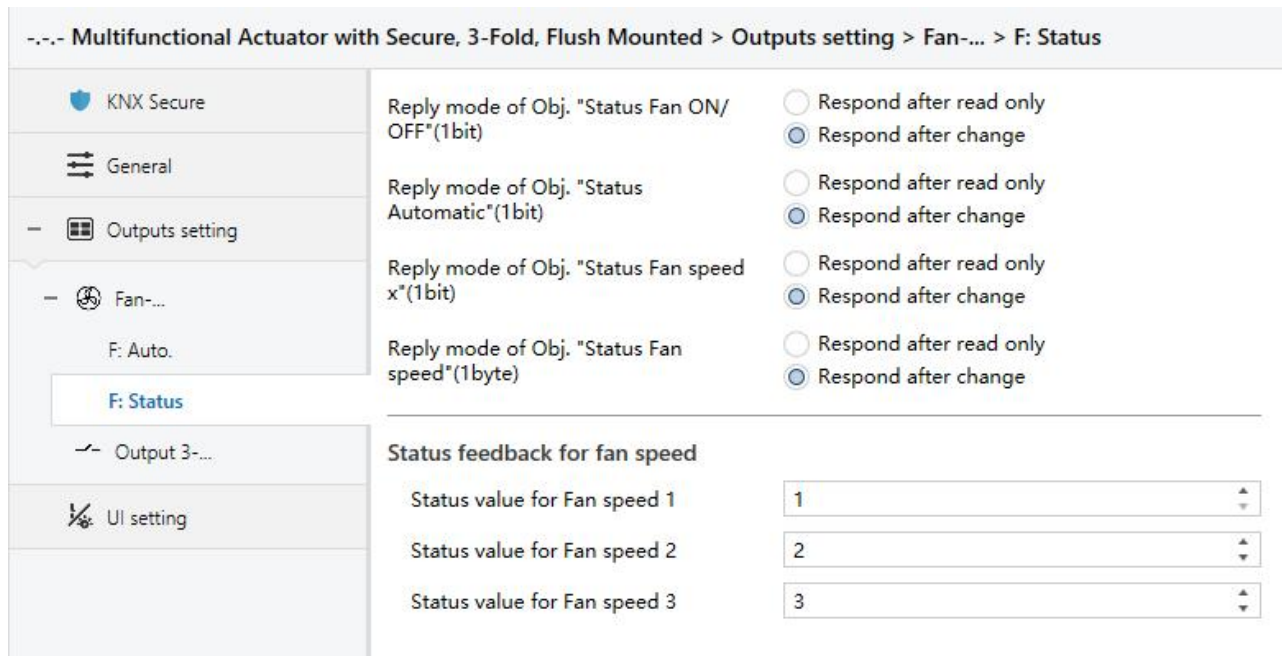 -.-.- Multifunctional Actuator with Secure, 3-Fold, Flush Mounted > Outputs setting > Fan-... > F: Status
KNX Secure
General
Outputs setting
Fan-...
F: Auto.
F: Status
Output 3-...
UI setting
Reply mode of Obj. "Status Fan ON/
OFF"(1bit)
Respond after read only
Respond after change
Reply mode of Obj. "Status
Automatic"(1bit)
Respond after read only
Respond after change
Reply mode of Obj. "Status Fan speed
x"(1bit)
Respond after read only
Respond after change
Reply mode of Obj. "Status Fan
speed"(1byte)
Respond after read only
Respond after change
Status feedback for fan speed
Status value for Fan speed 1
1
Status value for Fan speed 2
2
Status value for Fan speed 3
3